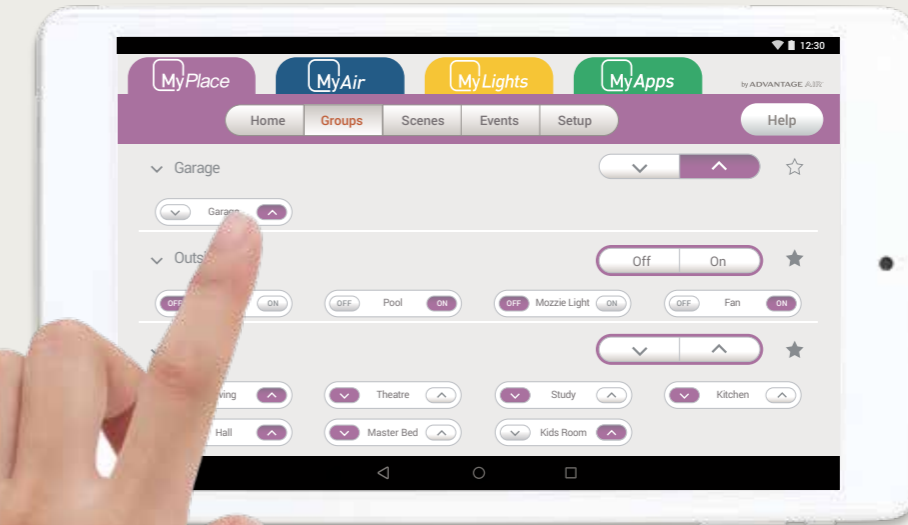 12:30
MyPlace MyAir MyLights MyApps by ADVANTAGE AIR
Home Groups Scenes Events Setup Help
Garage
Garage
Off On
OFF ON OFF Pool ON OFF Mozzie Light ON OFF Fan ON
Theatre Study Kitchen
Hall Master Bed Kids Room